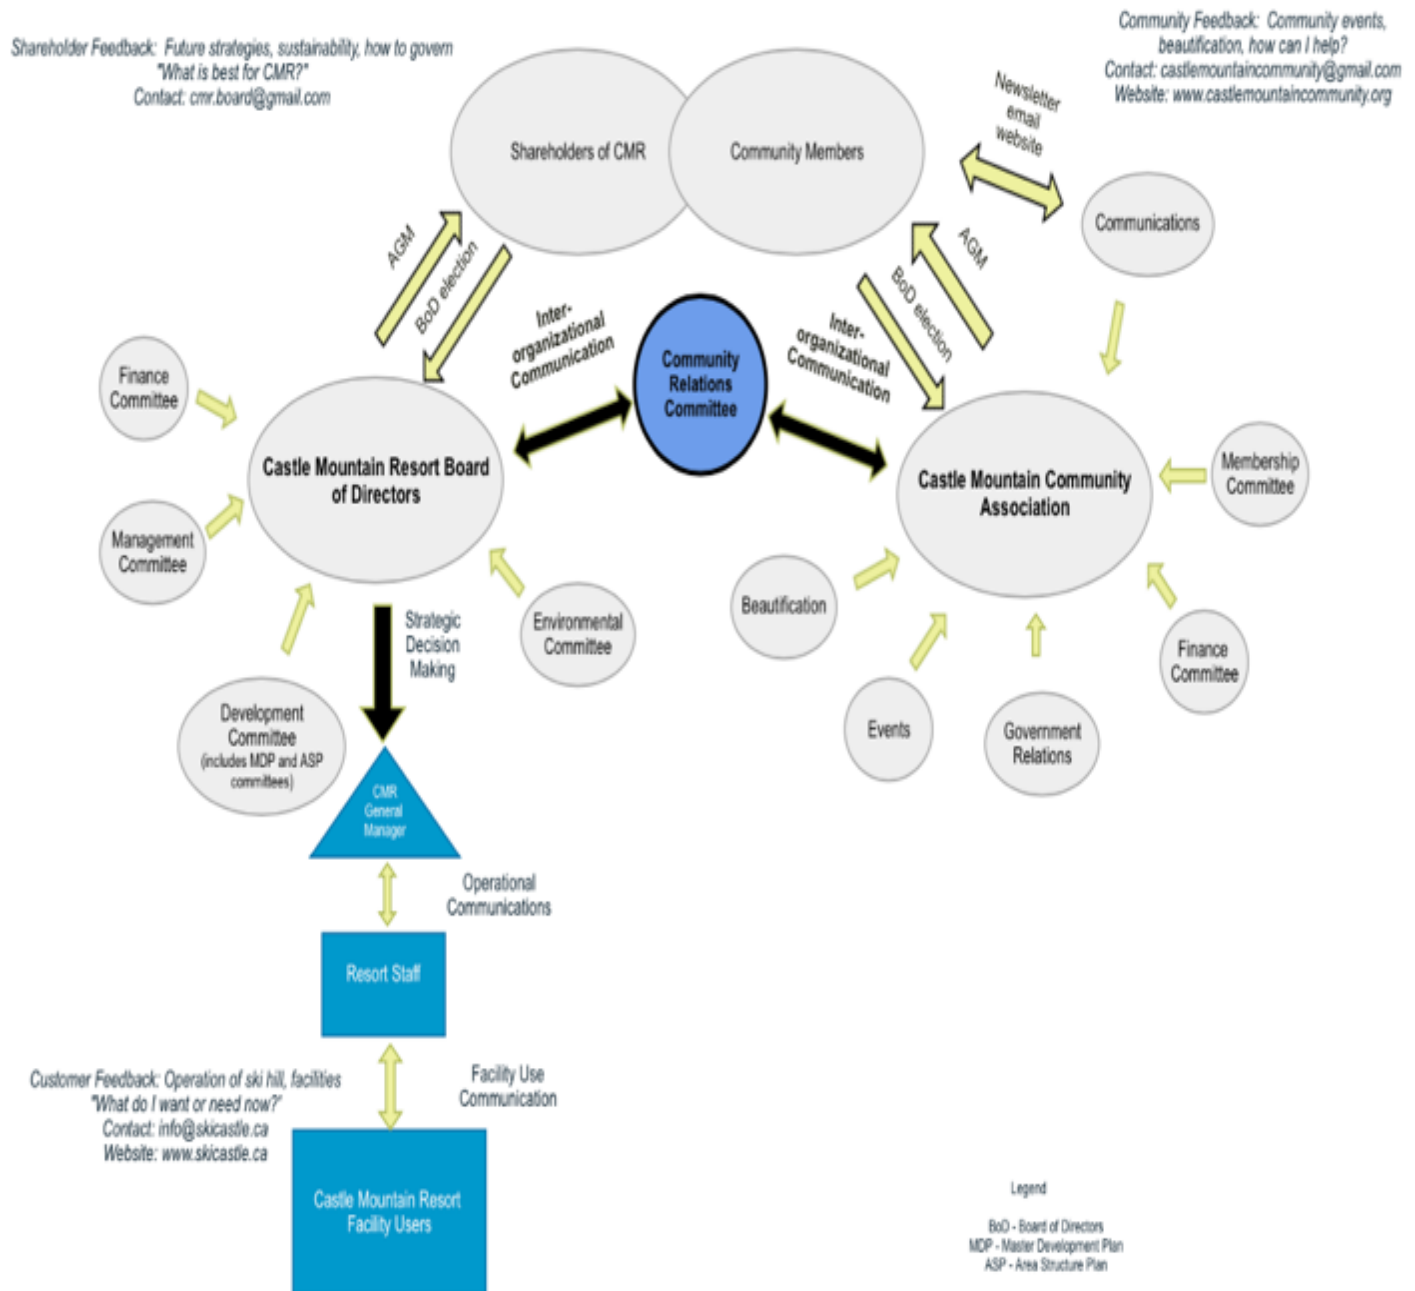 Shareholder Feedback: Future strategies, sustainability, how to govern
"What is best for CMR?"
Contact: cmr.board@gmail.com
Community Feedback: Community events,
beautification, how can I help?
Contact: castlemountaincommunity@gmail.com
Website: www.castlemountaincommunity.org
Shareholders of CMR
Community Members
Newsletter
email
website
Communications
AGM
BoD election
BoD election
AGM
Inter-
organizational
Communication
Community
Relations
Committee
Inter-
organizational
Communication
Finance
Committee
Castle Mountain Resort Board
of Directors
Castle Mountain Community
Association
Membership
Committee
Management
Committee
Strategic
Decision
Making
Environmental
Committee
Beautification
Finance
Committee
Development
Committee
(includes MDP and ASP
committees)
Events
Government
Relations
CMR
General
Manager
Operational
Communications
Resort Staff
Facility Use
Communication
Customer Feedback: Operation of ski hill, facilities
"What do I want or need now?"
Contact: info@skicastle.ca
Website: www.skicastle.ca
Castle Mountain Resort
Facility Users
Legend
BoD - Board of Directors
MDP - Master Development Plan
ASP - Area Structure Plan